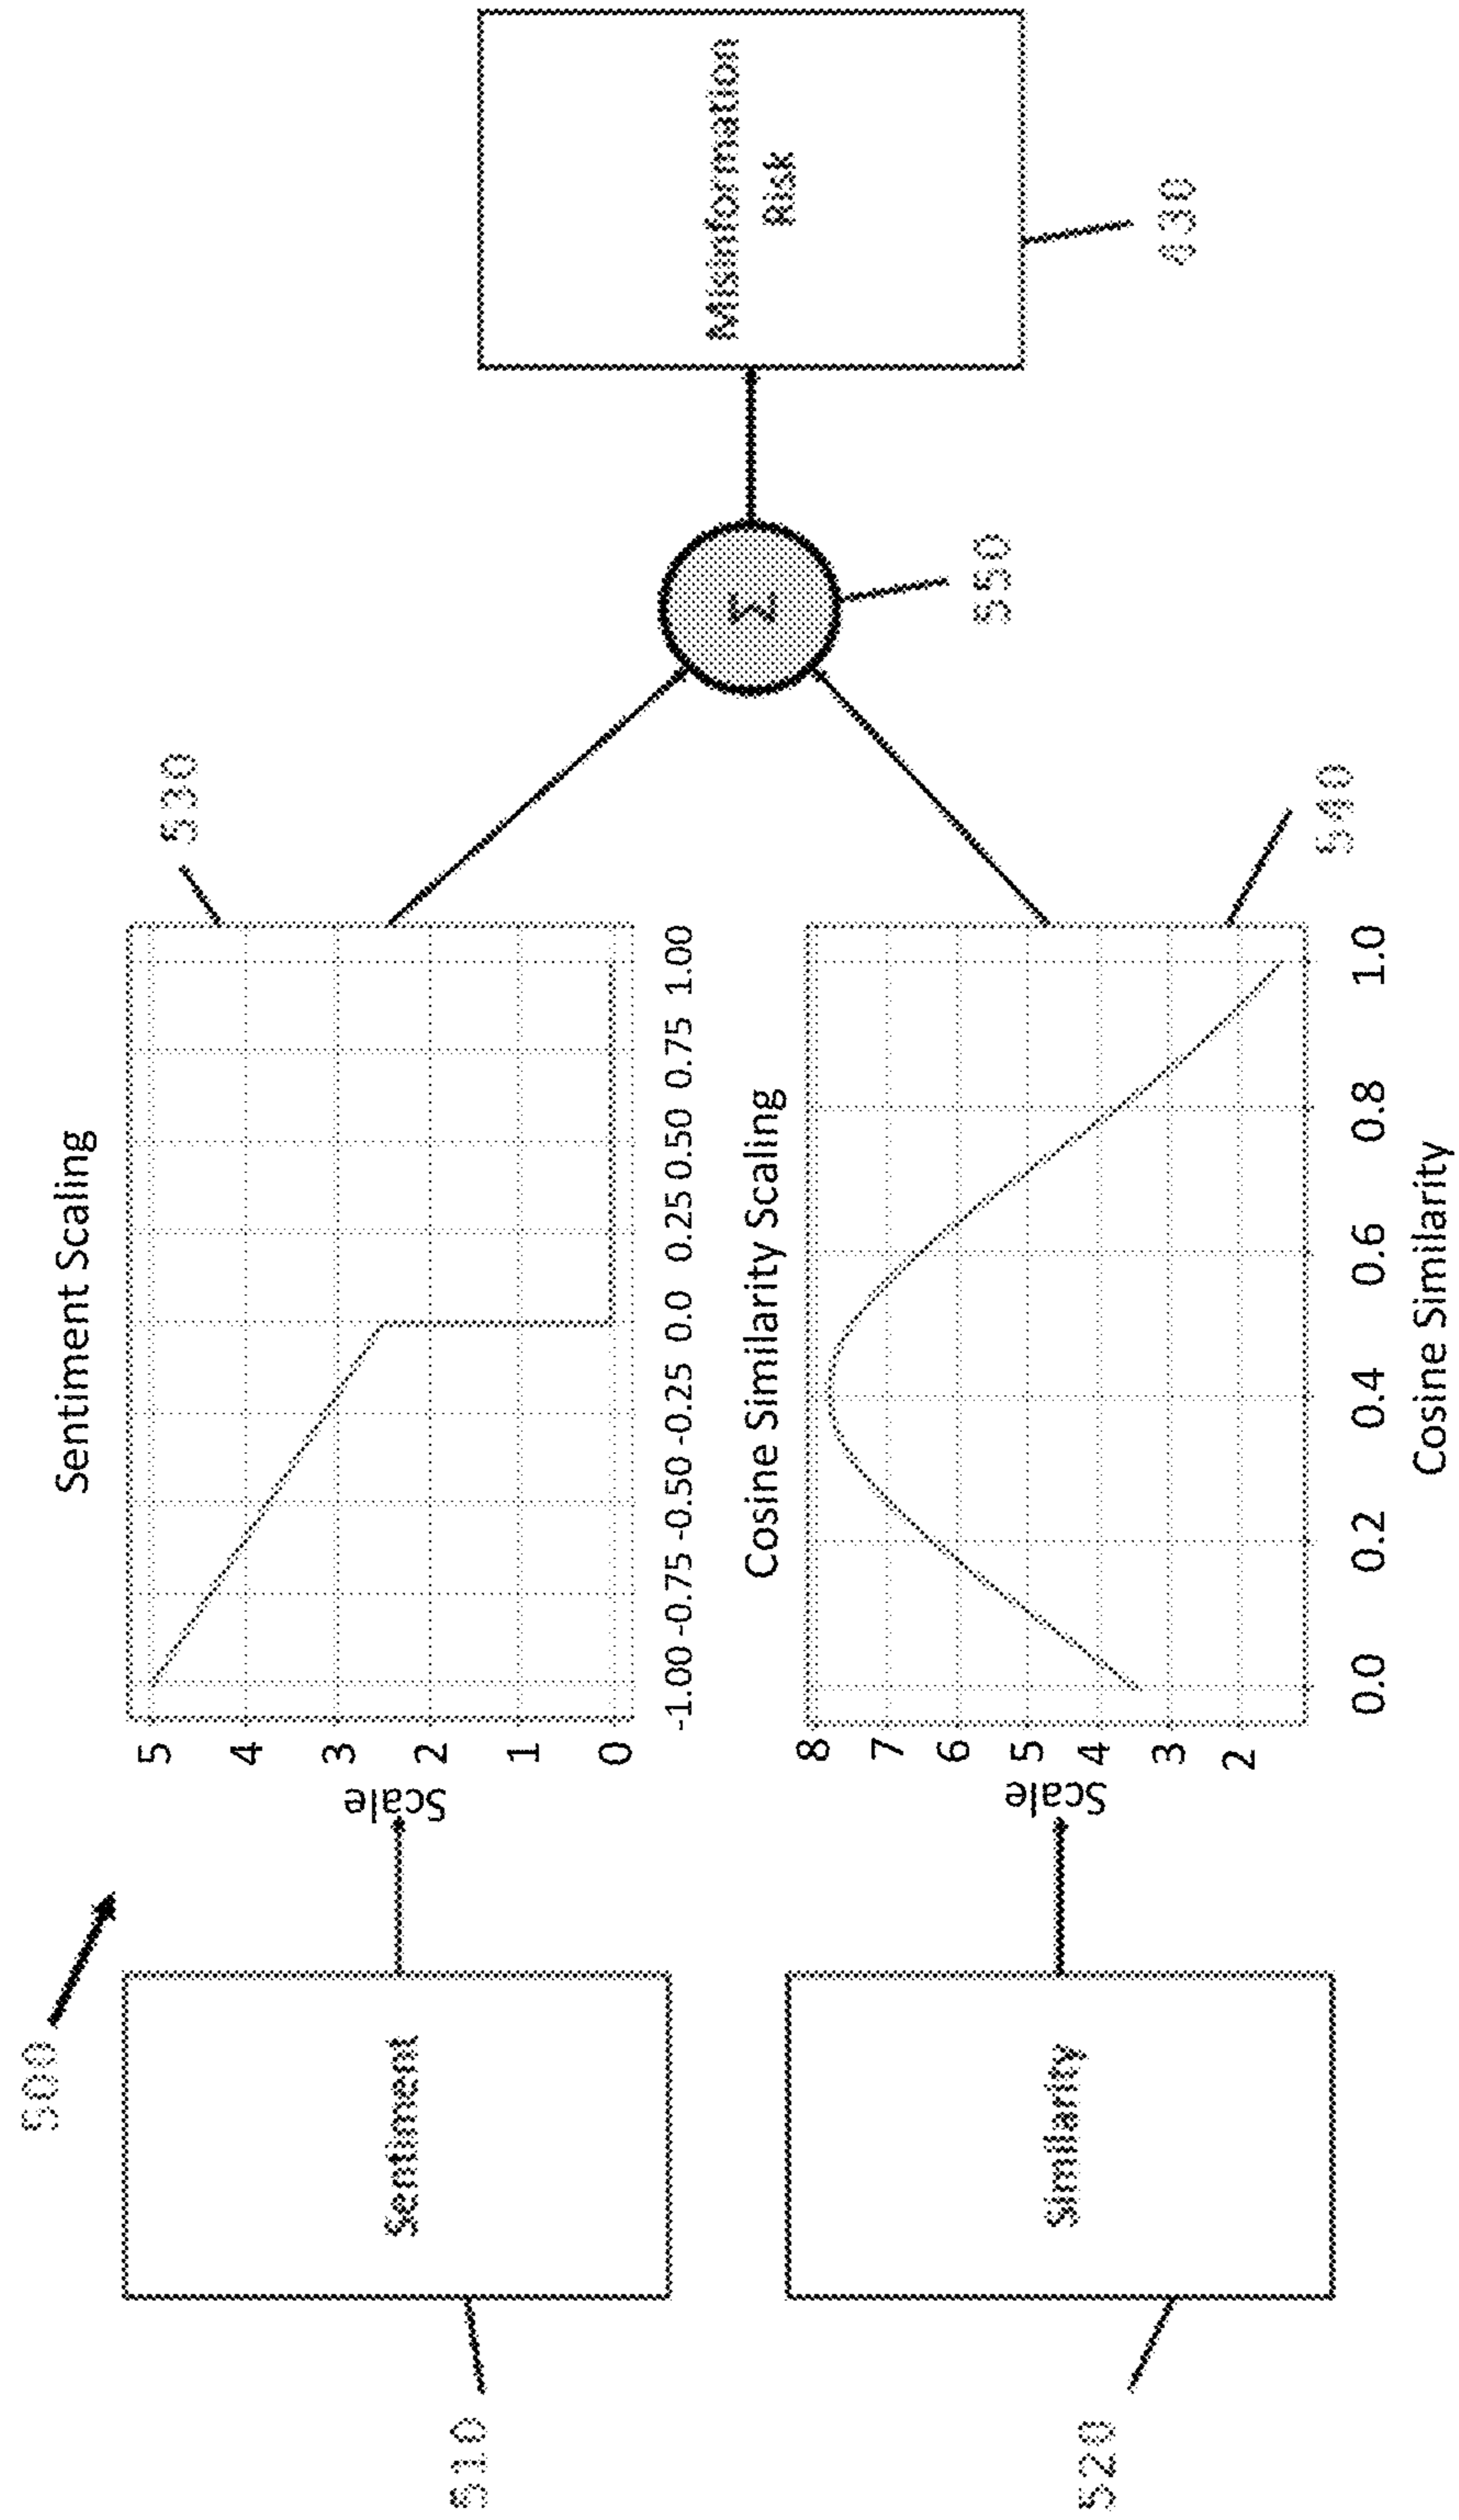 500
510
Sentiment
Sentiment Scaling
530
Scale
5
4
3
2
1
0
-1.00 -0.75 -0.50 -0.25 0.0 0.25 0.50 0.75 1.00
520
Similarity
Cosine Similarity Scaling
540
Scale
8
7
6
5
4
3
2
0.0 0.2 0.4 0.6 0.8 1.0
Cosine Similarity
Σ
550
Misinformation
Risk
430